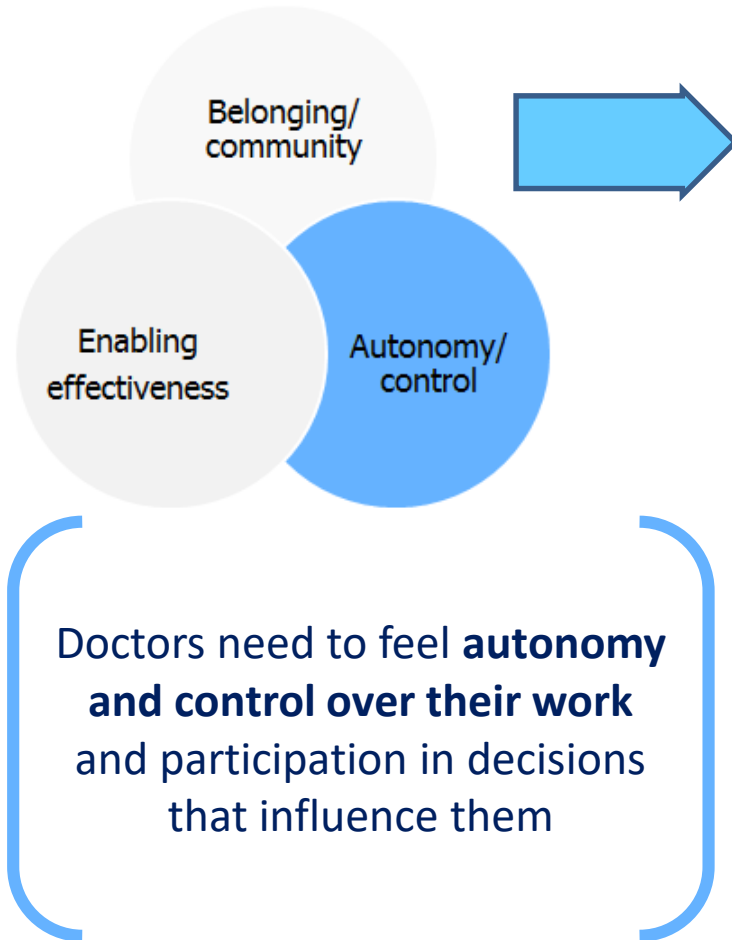 Belonging/
community
Enabling
effectiveness
Autonomy/
control
Doctors need to feel autonomy
and control over their work
and participation in decisions
that influence them